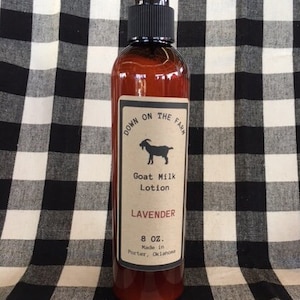 DOWN ON THE FARM
Goat Milk
Lotion
LAVENDER
8 OZ.
Made in
Porter, Oklahoma